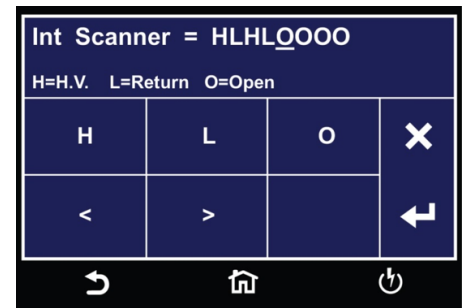 Int Scanner = HLHLOOOO
H=H.V. L=Return O=Open
H L O
< >